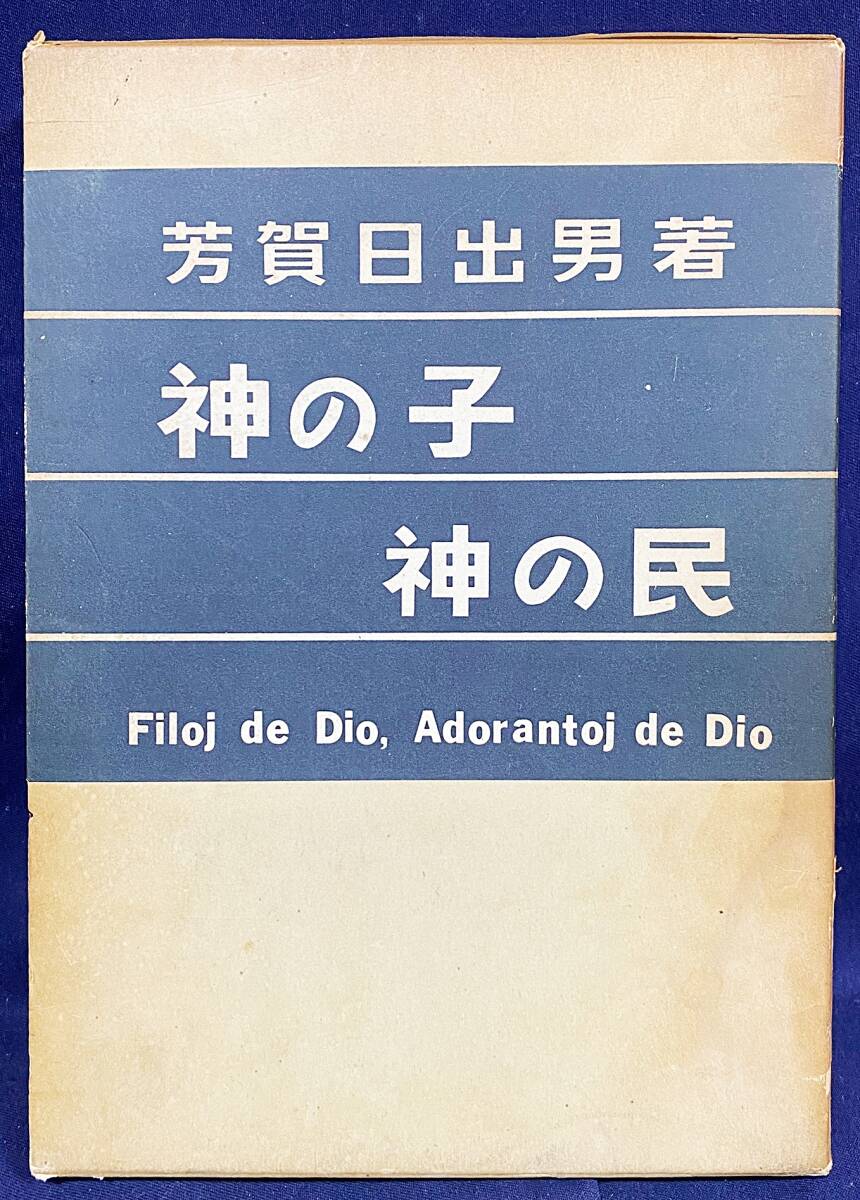 芳賀日出男著
神の子
神の民
Filoj de Dio, Adorantoj de Dio